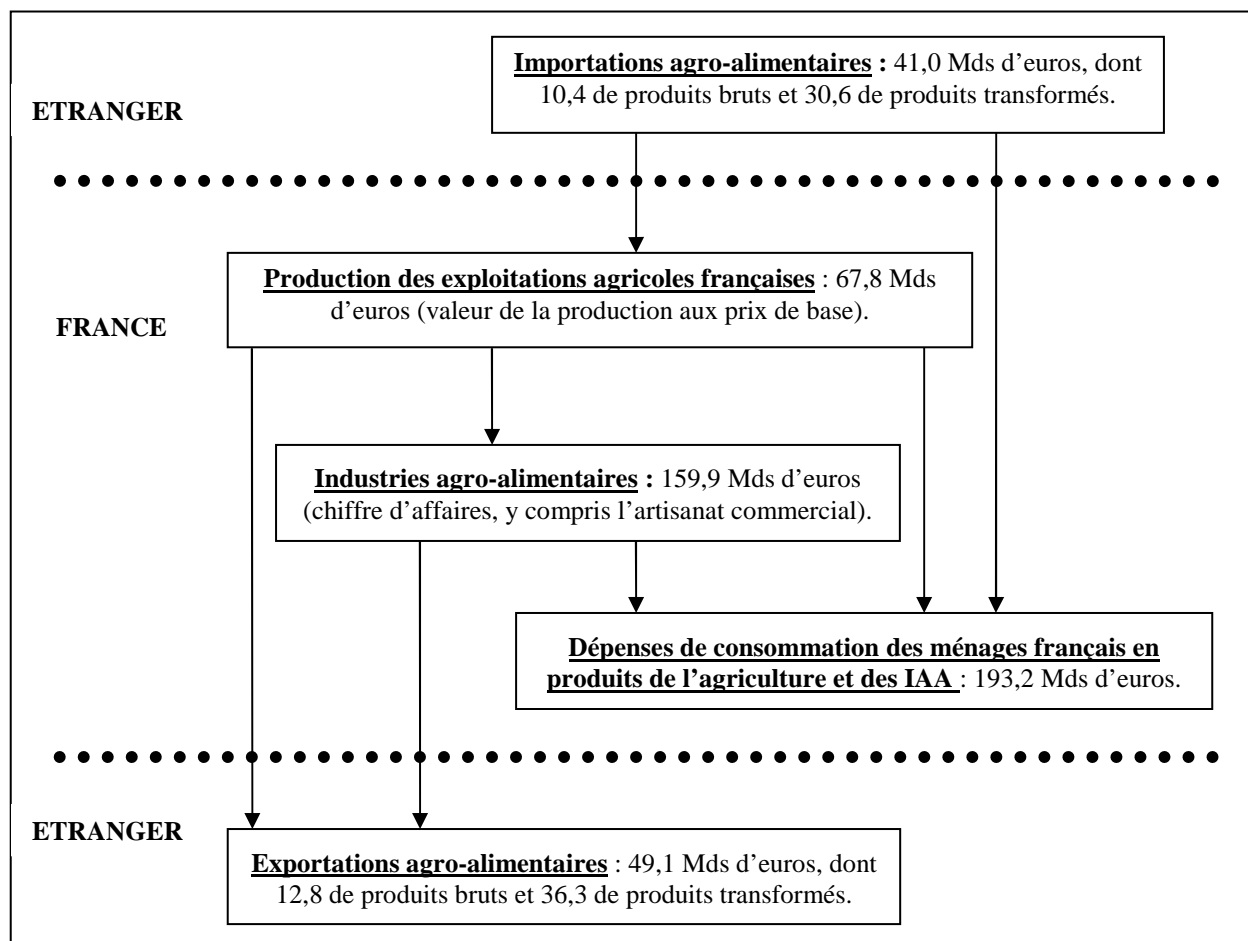 Importations agro-alimentaires : 41,0 Mds d’euros, dont
10,4 de produits bruts et 30,6 de produits transformés.
ETRANGER
Production des exploitations agricoles françaises : 67,8 Mds
d’euros (valeur de la production aux prix de base).
FRANCE
Industries agro-alimentaires : 159,9 Mds d’euros
(chiffre d’affaires, y compris l’artisanat commercial).
Dépenses de consommation des ménages français en
produits de l’agriculture et des IAA : 193,2 Mds d’euros.
ETRANGER
Exportations agro-alimentaires : 49,1 Mds d’euros, dont
12,8 de produits bruts et 36,3 de produits transformés.